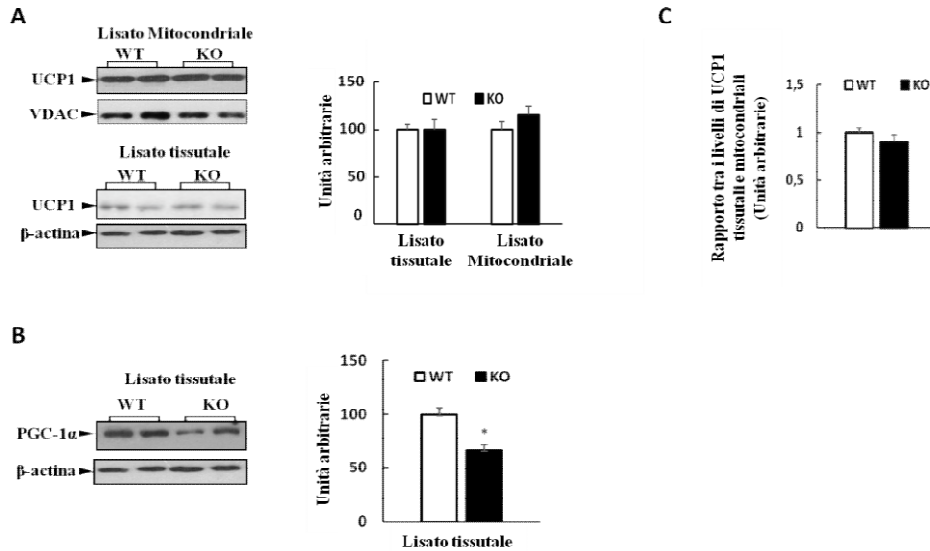 A
Lisato Mitocondriale
WT KO
UCP1
VDAC
Lisato tissutale
WT KO
UCP1
β-actina
150
100
50
0
Unità arbitrarie
WT KO
Lisato tissutale
Lisato Mitocondriale
C
Rapporto tra i livelli di UCP1
tissutali e mitocondriali
(Unità arbitrarie)
1,5
1
0,5
0
WT KO
B
Lisato tissutale
WT KO
PGC-1α
β-actina
150
100
50
0
Unità arbitrarie
WT KO
*
Lisato tissutale